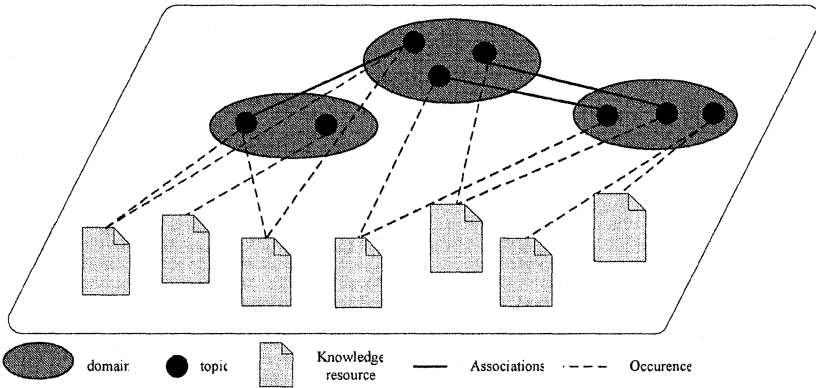 domain
topic
Knowledge
resource
Associations
Occurence